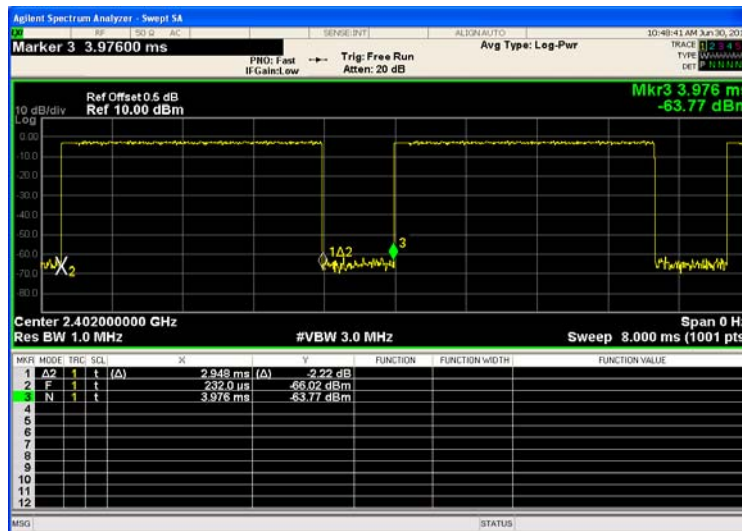 Agilent Spectrum Analyzer - Swept SA
RF 50 Ω AC SENSE:INT ALIGN AUTO 10:48:41 AM Jun 30, 201
Marker 3 3.97600 ms
Avg Type: Log-Pwr
TRACE 1 2 3 4 5
TYPE
DET P N N N N
PNO: Fast
IFGain:Low
Trig: Free Run
Atten: 20 dB
Mkr3 3.976 ms
-63.77 dBm
Ref Offset 0.5 dB
10 dB/div Ref 10.00 dBm
Log
0.00
-10.0
-20.0
-30.0
-40.0
-50.0
-60.0
-70.0
-80.0
2
1Δ2
3
Center 2.402000000 GHz Span 0 Hz
Res BW 1.0 MHz #VBW 3.0 MHz Sweep 8.000 ms (1001 pts
MKR MODE TRC SCL X Y FUNCTION FUNCTION WIDTH FUNCTION VALUE
1 Δ2 1 t (Δ) 2.948 ms (Δ) -2.22 dB
2 F 1 t 232.0 µs -66.02 dBm
3 N 1 t 3.976 ms -63.77 dBm
4
5
6
7
8
9
10
11
12
MSG STATUS